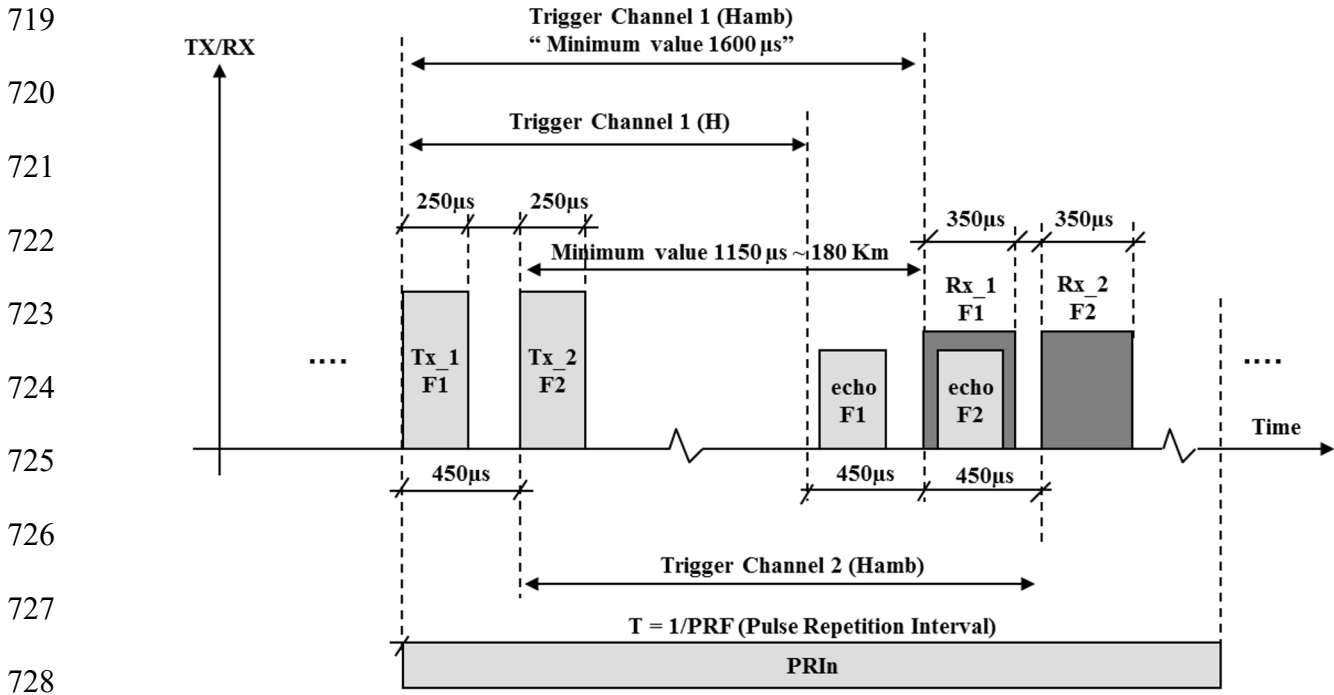 719
Trigger Channel 1 (Hamb)
TX/RX
“ Minimum value 1600 μs”
720
Trigger Channel 1 (H)
721
250μs
250μs
722
350μs
350μs
Minimum value 1150 μs ~ 180 Km
723
Rx_1
F1
Rx_2
F2
....
Tx_1
F1
Tx_2
F2
....
724
echo
F1
echo
F2
Time
725
450μs
450μs
450μs
726
Trigger Channel 2 (Hamb)
727
T = 1/PRF (Pulse Repetition Interval)
PRIn
728